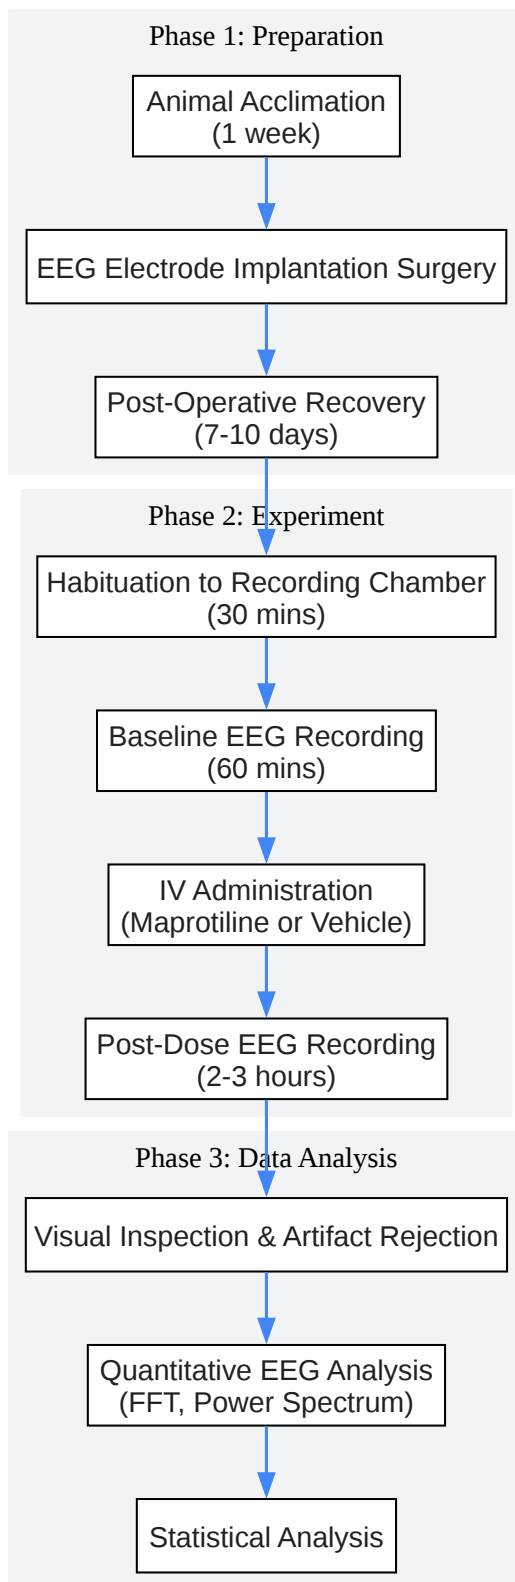 Phase 1: Preparation
Animal Acclimation
(1 week)
EEG Electrode Implantation Surgery
Post-Operative Recovery
(7-10 days)
Phase 2: Experiment
Habituation to Recording Chamber
(30 mins)
Baseline EEG Recording
(60 mins)
IV Administration
(Maprotiline or Vehicle)
Post-Dose EEG Recording
(2-3 hours)
Phase 3: Data Analysis
Visual Inspection & Artifact Rejection
Quantitative EEG Analysis
(FFT, Power Spectrum)
Statistical Analysis